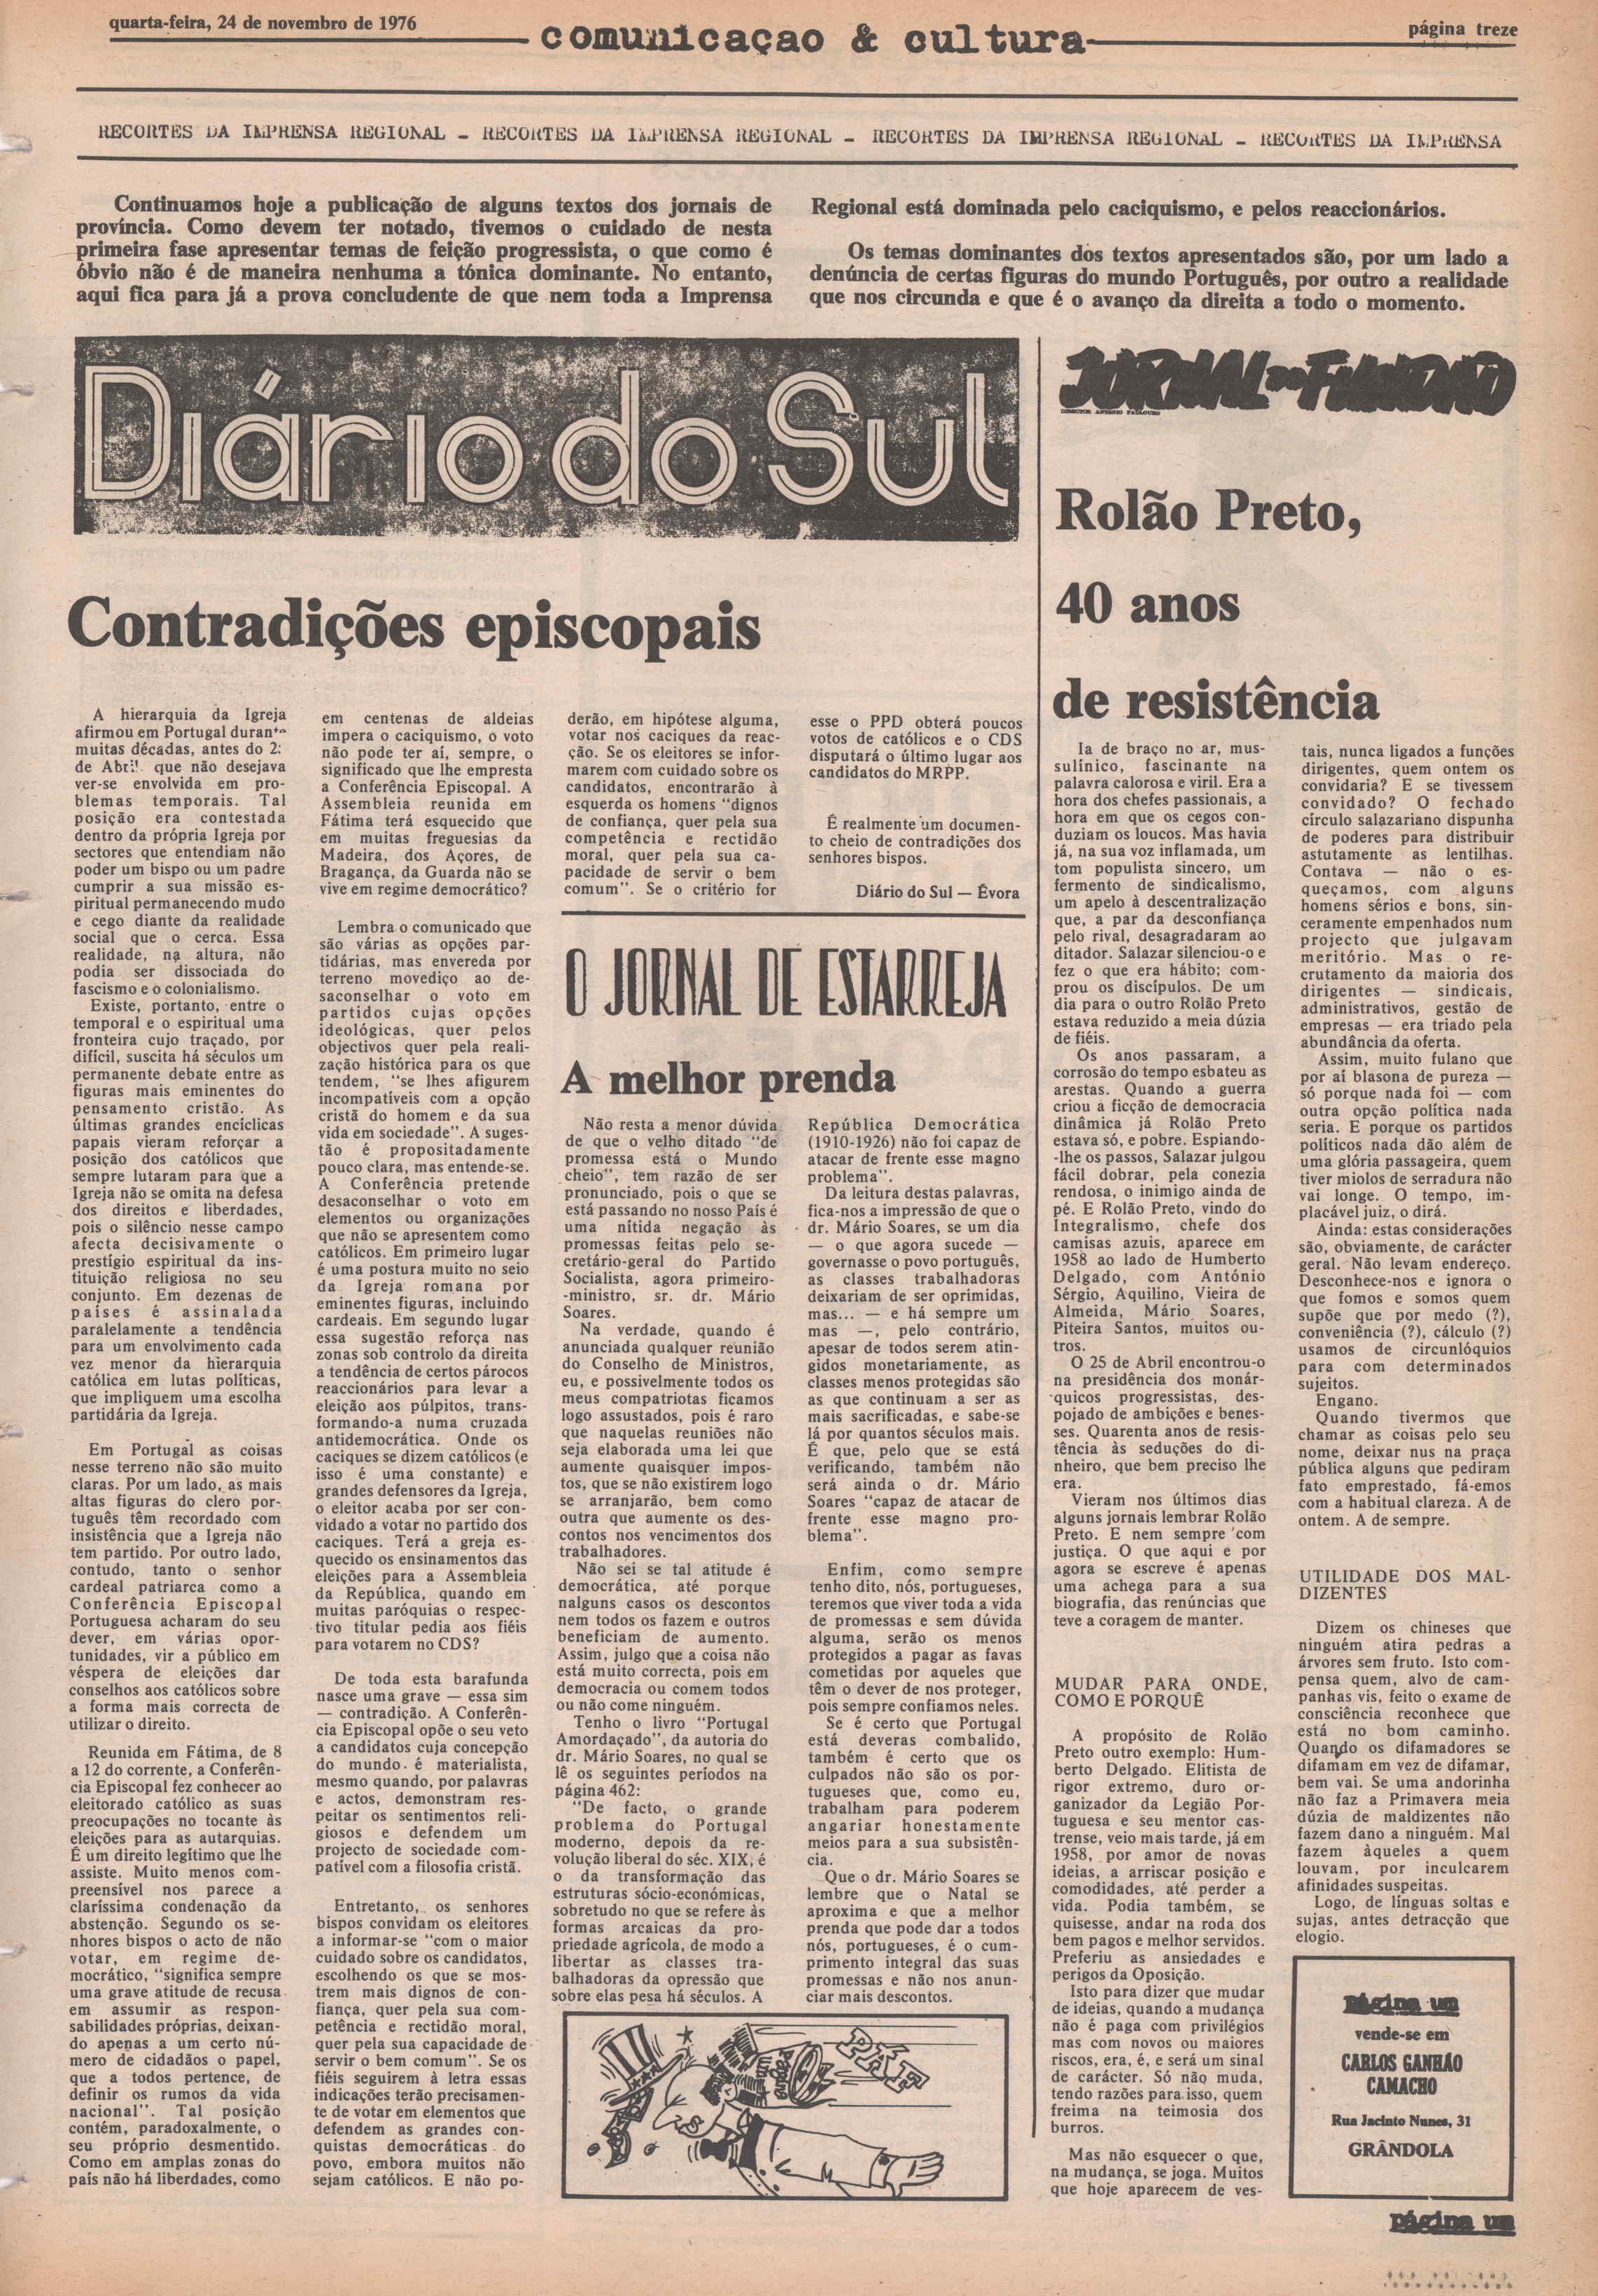 quarta-feira, 24 de novembro de 1976
comunicaçao & cultura
página treze
RECORTES DA IMPRENSA REGIONAL - RECORTES DA IMPRENSA REGIONAL - RECORTES DA IMPRENSA REGIONAL - RECORTES DA IMPRENSA
Continuamos hoje a publicação de alguns textos dos jornais de
província. Como devem ter notado, tivemos o cuidado de nesta
primeira fase apresentar temas de feição progressista, o que como é
óbvio não é de maneira nenhuma a tónica dominante. No entanto,
aqui fica para já a prova concludente de que nem toda a Imprensa
Regional está dominada pelo caciquismo, e pelos reaccionários.
Os temas dominantes dos textos apresentados são, por um lado a
denúncia de certas figuras do mundo Português, por outro a realidade
que nos circunda e que é o avanço da direita a todo o momento.
Diário do Sul
Contradições episcopais
A hierarquia da Igreja
afirmou em Portugal
muitas décadas, antes do
de Abril que não desejava
ver-se envolvida em pro-
blemas temporais. Tal
posição era contestada
dentro da própria Igreja por
sectores que entendiam não
poder um bispo ou um padre
cumprir a sua missão es-
piritual permanecendo mudo
e cego diante da realidade
social que o cerca. Essa
realidade, na altura, não
podia ser dissociada do
fascismo e o colonialismo.
Existe, portanto, entre o
temporal e o espiritual uma
fronteira cujo traçado, por
difícil, suscita há séculos um
permanente debate entre as
figuras mais eminentes do
pensamento cristão. As
últimas grandes encíclicas
papais vieram reforçar a
posição dos católicos que
sempre lutaram para que a
Igreja não se omita na defesa
dos direitos e liberdades,
pois o silêncio nesse campo
afecta decisivamente o
prestígio espiritual da ins-
tituição religiosa no seu
conjunto. Em dezenas de
países é assinalada
paralelamente a tendência
para um envolvimento cada
vez menor da hierarquia
católica em lutas políticas,
que impliquem uma escolha
partidária da Igreja.
Em Portugal as coisas
nesse terreno não são muito
claras. Por um lado, as mais
altas figuras do clero por-
tuguês têm recordado com
insistência que a Igreja não
tem partido. Por outro lado,
contudo, tanto o senhor
cardeal patriarca como a
Conferência Episcopal
Portuguesa acharam do seu
dever, em várias opor-
tunidades, vir a público em
véspera de eleições dar
conselhos aos católicos sobre
a forma mais correcta de
utilizar o direito.
Reunida em Fátima, de 8
a 12 do corrente, a Conferên-
cia Episcopal fez conhecer ao
eleitorado católico as suas
preocupações no tocante às
eleições para as autarquias.
É um direito legítimo que lhe
assiste. Muito menos com-
preensível nos parece a
claríssima condenação da
abstenção. Segundo os se-
nhores bispos o acto de não
votar, em regime de-
mocrático, "significa sempre
uma grave atitude de recusa
em assumir as respon-
sabilidades próprias, deixan-
do apenas a um certo nú-
mero de cidadãos o papel,
que a todos pertence, de
definir os rumos da vida
nacional". Tal posição
contém, paradoxalmente, o
seu próprio desmentido.
Como em amplas zonas do
país não há liberdades, como
em centenas de aldeias
impera o caciquismo, o voto
não pode ter aí, sempre, o
significado que lhe empresta
a Conferência Episcopal. A
Assembleia reunida em
Fátima terá esquecido que
em muitas freguesias da
Madeira, dos Açores, de
Bragança, da Guarda não se
vive em regime democrático?
Lembra o comunicado que
são várias as opções par-
tidárias, mas envereda por
terreno movediço ao de-
saconselhar o voto em
partidos cujas opções
ideológicas, quer pelos
objectivos quer pela reali-
zação histórica para os que
tendem, "se lhes afigurem
incompatíveis com a opção
cristã do homem e da sua
vida em sociedade". A suges-
tão é propositadamente
pouco clara, mas entende-se.
A Conferência pretende
desaconselhar o voto em
elementos ou organizações
que não se apresentem como
católicos. Em primeiro lugar
é uma postura muito no seio
da Igreja romana por
eminentes figuras, incluindo
cardeais. Em segundo lugar
essa sugestão reforça nas
zonas sob controlo da direita
a tendência de certos párocos
reaccionários para levar a
eleição aos púlpitos, trans-
formando-a numa cruzada
antidemocrática. Onde os
caciques se dizem católicos (e
isso é uma constante) e
grandes defensores da Igreja,
o eleitor acaba por ser con-
vidado a votar no partido dos
caciques. Terá a greja es-
quecido os ensinamentos das
eleições para a Assembleia
da República, quando em
muitas paróquias o respec-
tivo titular pedia aos fiéis
para votarem no CDS?
De toda esta barafunda
nasce uma grave — essa sim
— contradição. A Conferên-
cia Episcopal opõe o seu veto
a candidatos cuja concepção
do mundo é materialista,
mesmo quando, por palavras
e actos, demonstram res-
peitar os sentimentos reli-
giosos e defendem um
projecto de sociedade com-
patível com a filosofia cristã.
Entretanto, os senhores
bispos convidam os eleitores
a informar-se "com o maior
cuidado sobre os candidatos,
escolhendo os que se mos-
trem mais dignos de con-
fiança, quer pela sua com-
petência e rectidão moral,
quer pela sua capacidade de
servir o bem comum". Se os
fiéis seguirem à letra essas
indicações terão precisamen-
te de votar em elementos que
defendem as grandes con-
quistas democráticas do
povo, embora muitos não
sejam católicos. E não po-
derão, em hipótese alguma,
votar nos caciques da reac-
ção. Se os eleitores se infor-
marem com cuidado sobre os
candidatos, encontrarão à
esquerda os homens "dignos
de confiança, quer pela sua
competência e rectidão
moral, quer pela sua ca-
pacidade de servir o bem
comum". Se o critério for
esse o PPD obterá poucos
votos de católicos e o CDS
disputará o último lugar aos
candidatos do MRPP.
É realmente um documen-
to cheio de contradições dos
senhores bispos.
Diário do Sul — Évora
O JORNAL DE ESTARREJA
A melhor prenda
Não resta a menor dúvida
de que o velho ditado "de
promessa está o Mundo
cheio", tem razão de ser
pronunciado, pois o que se
está passando no nosso País é
uma nítida negação às
promessas feitas pelo se-
cretário-geral do Partido
Socialista, agora primeiro-
-ministro, sr. dr. Mário
Soares.
Na verdade, quando é
anunciada qualquer reunião
do Conselho de Ministros,
eu, e possivelmente todos os
meus compatriotas ficamos
logo assustados, pois é raro
que naquelas reuniões não
seja elaborada uma lei que
aumente quaisquer impos-
tos, que se não existirem logo
se arranjarão, bem como
outra que aumente os des-
contos nos vencimentos dos
trabalhadores.
Não sei se tal atitude é
democrática, até porque
nalguns casos os descontos
nem todos os fazem e outros
beneficiam de aumento.
Assim, julgo que a coisa não
está muito correcta, pois em
democracia ou comem todos
ou não come ninguém.
Tenho o livro "Portugal
Amordaçado", da autoria do
dr. Mário Soares, no qual se
lê os seguintes períodos na
página 462:
"De facto, o grande
problema do Portugal
moderno, depois da re-
volução liberal do séc. XIX, é
o da transformação das
estruturas sócio-económicas,
sobretudo no que se refere às
formas arcaicas da pro-
priedade agrícola, de modo a
libertar as classes tra-
balhadoras da opressão que
sobre elas pesa há séculos. A
República Democrática
(1910-1926) não foi capaz de
atacar de frente esse magno
problema".
Da leitura destas palavras,
fica-nos a impressão de que o
dr. Mário Soares, se um dia
— o que agora sucede —
governasse o povo português,
as classes trabalhadoras
deixariam de ser oprimidas,
mas... — e há sempre um
mas —, pelo contrário,
apesar de todos serem atin-
gidos monetariamente, as
classes menos protegidas são
as que continuam a ser as
mais sacrificadas, e sabe-se
lá por quantos séculos mais.
É que, pelo que se está
verificando, também não
será ainda o dr. Mário
Soares "capaz de atacar de
frente esse magno pro-
blema".
Enfim, como sempre
tenho dito, nós, portugueses,
teremos que viver toda a vida
de promessas e sem dúvida
alguma, serão os menos
protegidos a pagar as favas
cometidas por aqueles que
têm o dever de nos proteger,
pois sempre confiamos neles.
Se é certo que Portugal
está deveras combalido,
também é certo que os
culpados não são os por-
tugueses que, como eu,
trabalham para poderem
angariar honestamente
meios para a sua subsistên-
cia.
Que o dr. Mário Soares se
lembre que o Natal se
aproxima e que a melhor
prenda que pode dar a todos
nós, portugueses, é o cum-
primento integral das suas
promessas e não nos anun-
ciar mais descontos.
página um
PAF
JORNAL DO FUNDÃO
DIRECTOR ANTÓNIO PAULOURO
Rolão Preto,
40 anos
de resistência
Ia de braço no ar, mus-
sulínico, fascinante na
palavra calorosa e viril. Era a
hora dos chefes passionais, a
hora em que os cegos con-
duziam os loucos. Mas havia
já, na sua voz inflamada, um
tom populista sincero, um
fermento de sindicalismo,
um apelo à descentralização
que, a par da desconfiança
pelo rival, desagradaram ao
ditador. Salazar silenciou-o e
fez o que era hábito; com-
prou os discípulos. De um
dia para o outro Rolão Preto
estava reduzido a meia dúzia
de fiéis.
Os anos passaram, a
corrosão do tempo esbateu as
arestas. Quando a guerra
criou a ficção de democracia
dinâmica já Rolão Preto
estava só, e pobre. Espiando-
-lhe os passos, Salazar julgou
fácil dobrar, pela conezia
rendosa, o inimigo ainda de
pé. E Rolão Preto, vindo do
Integralismo, chefe dos
camisas azuis, aparece em
1958 ao lado de Humberto
Delgado, com António
Sérgio, Aquilino, Vieira de
Almeida, Mário Soares,
Piteira Santos, muitos ou-
tros.
O 25 de Abril encontrou-o
na presidência dos monár-
quicos progressistas, des-
pojado de ambições e benes-
ses. Quarenta anos de resis-
tência às seduções do di-
nheiro, que bem preciso lhe
era.
Vieram nos últimos dias
alguns jornais lembrar Rolão
Preto. E nem sempre com
justiça. O que aqui e por
agora se escreve é apenas
uma achega para a sua
biografia, das renúncias que
teve a coragem de manter.
MUDAR PARA ONDE,
COMO E PORQUÊ
A propósito de Rolão
Preto outro exemplo: Hum-
berto Delgado. Elitista de
rigor extremo, duro or-
ganizador da Legião Por-
tuguesa e seu mentor cas-
trense, veio mais tarde, já em
1958, por amor de novas
ideias, a arriscar posição e
comodidades, até perder a
vida. Podia também, se
quisesse, andar na roda dos
bem pagos e melhor servidos.
Preferiu as ansiedades e
perigos da Oposição.
Isto para dizer que mudar
de ideias, quando a mudança
não é paga com privilégios
mas com novos ou maiores
riscos, era, é, e será um sinal
de carácter. Só não muda,
tendo razões para isso, quem
freima na teimosia dos
burros.
Mas não esquecer o que,
na mudança, se joga. Muitos
que hoje aparecem de ves-
tais, nunca ligados a funções
dirigentes, quem ontem os
convidaria? E se tivessem
convidado? O fechado
círculo salazariano dispunha
de poderes para distribuir
astutamente as lentilhas.
Contava — não o es-
queçamos, com alguns
homens sérios e bons, sin-
ceramente empenhados num
projecto que julgavam
meritório. Mas o re-
crutamento da maioria dos
dirigentes — sindicais,
administrativos, gestão de
empresas — era triado pela
abundância da oferta.
Assim, muito fulano que
por aí blasona de pureza —
só porque nada foi — com
outra opção política nada
seria. E porque os partidos
políticos nada dão além de
uma glória passageira, quem
tiver miolos de serradura não
vai longe. O tempo, im-
placável juiz, o dirá.
Ainda: estas considerações
são, obviamente, de carácter
geral. Não levam endereço.
Desconhece-nos e ignora o
que fomos e somos quem
supõe que por medo (?),
conveniência (?), cálculo (?)
usamos de circunlóquios
para com determinados
sujeitos.
Engano.
Quando tivermos que
chamar as coisas pelo seu
nome, deixar nus na praça
pública alguns que pediram
fato emprestado, fá-emos
com a habitual clareza. A de
ontem. A de sempre.
UTILIDADE DOS MAL-
DIZENTES
Dizem os chineses que
ninguém atira pedras a
árvores sem fruto. Isto com-
pensa quem, alvo de cam-
panhas vis, feito o exame de
consciência reconhece que
está no bom caminho.
Quando os difamadores se
difamam em vez de difamar,
bem vai. Se uma andorinha
não faz a Primavera meia
dúzia de maldizentes não
fazem dano a ninguém. Mal
fazem àqueles a quem
louvam, por inculcarem
afinidades suspeitas.
Logo, de línguas soltas e
sujas, antes detracção que
elogio.
página um
vende-se em
CARLOS GANHÃO
CAMACHO
Rua Jacinto Nunes, 31
GRÂNDOLA
página um